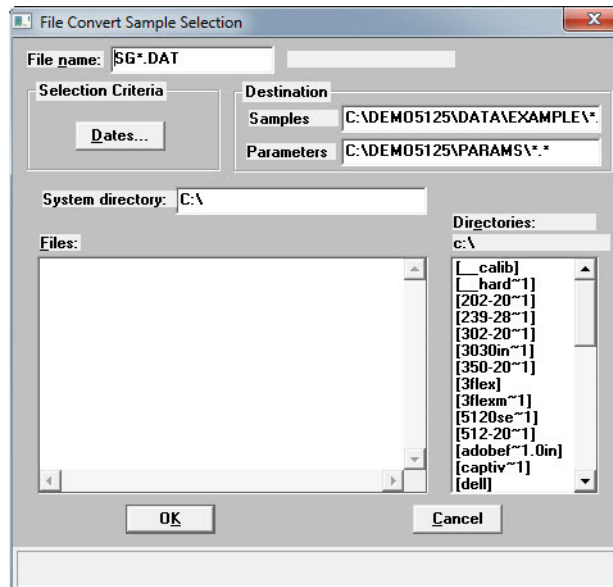 File Convert Sample Selection
File name: SG*.DAT
Selection Criteria
Dates...
Destination
Samples C:\DEMO5125\DATA\EXAMPLE\*.
Parameters C:\DEMO5125\PARAMS\*.*
System directory: C:\
Directories:
c:\
Files:
[__calib]
[__hard~1]
[202-20~1]
[239-28~1]
[302-20~1]
[3030in~1]
[350-20~1]
[3flex]
[3flexm~1]
[5120se~1]
[512-20~1]
[adobef~1.0in]
[captiv~1]
[dell]
OK
Cancel